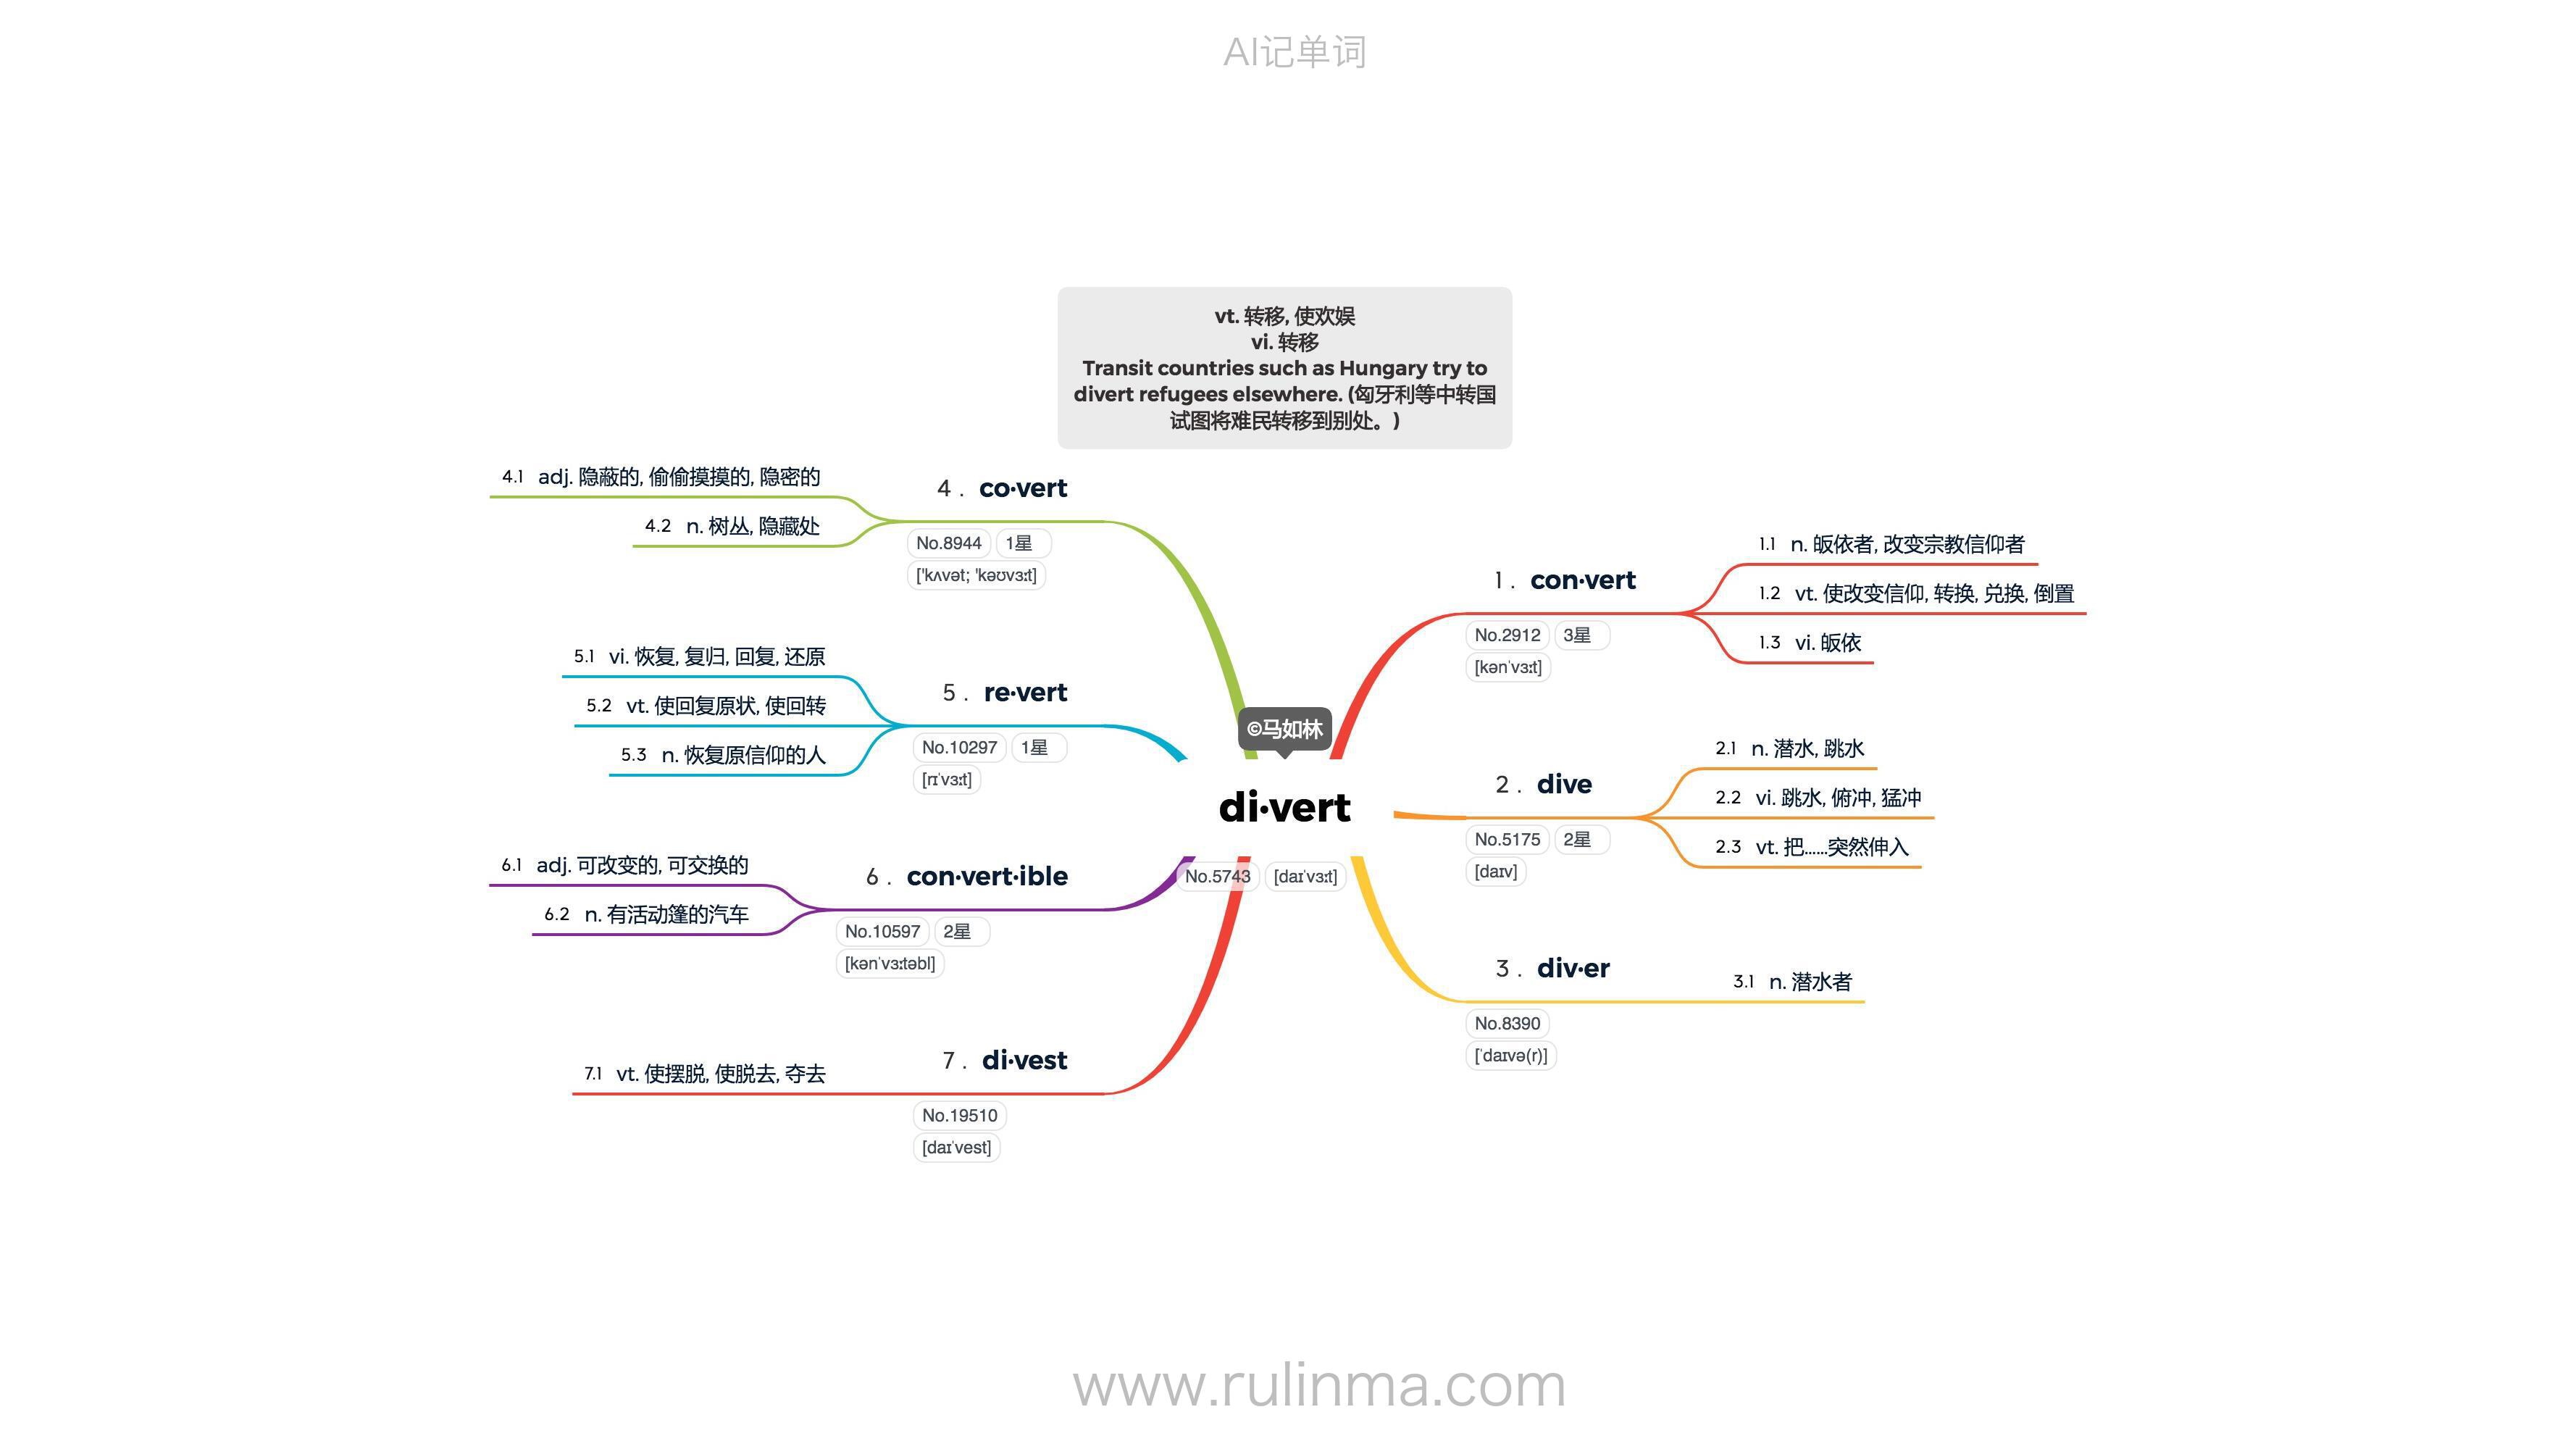 AI记单词
vt. 转移, 使欢娱
vi. 转移
Transit countries such as Hungary try to
divert refugees elsewhere. (匈牙利等中转国
试图将难民转移到别处。)
©马如林
di·vert
No.5743 [daɪˈvɜːt]
1 . con·vert
No.2912 3星
[kənˈvɜːt]
1.1 n. 皈依者, 改变宗教信仰者
1.2 vt. 使改变信仰, 转换, 兑换, 倒置
1.3 vi. 皈依
2 . dive
No.5175 2星
[daɪv]
2.1 n. 潜水, 跳水
2.2 vi. 跳水, 俯冲, 猛冲
2.3 vt. 把……突然伸入
3 . div·er
No.8390
[ˈdaɪvə(r)]
3.1 n. 潜水者
4 . co·vert
No.8944 1星
['kʌvət; 'kəʊvɜːt]
4.1 adj. 隐蔽的, 偷偷摸摸的, 隐密的
4.2 n. 树丛, 隐藏处
5 . re·vert
No.10297 1星
[rɪˈvɜːt]
5.1 vi. 恢复, 复归, 回复, 还原
5.2 vt. 使回复原状, 使回转
5.3 n. 恢复原信仰的人
6 . con·vert·ible
No.10597 2星
[kənˈvɜːtəbl]
6.1 adj. 可改变的, 可交换的
6.2 n. 有活动篷的汽车
7 . di·vest
No.19510
[daɪˈvest]
7.1 vt. 使摆脱, 使脱去, 夺去
www.rulinma.com